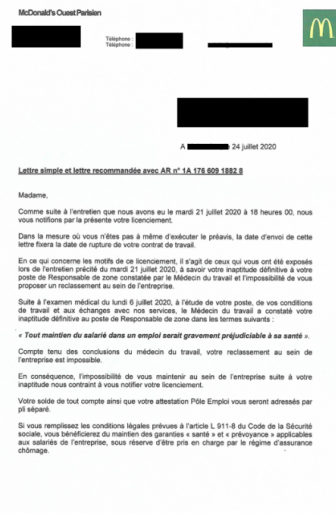 McDonald's Ouest Parisien
Téléphone :
Téléphone :
A 24 juillet 2020
Lettre simple et lettre recommandée avec AR n° 1A 176 609 1882 8
Madame,
Comme suite à l'entretien que nous avons eu le mardi 21 juillet 2020 à 18 heures 00, nous
vous notifions par la présente votre licenciement.
Dans la mesure où vous n'êtes pas à même d'exécuter le préavis, la date d'envoi de cette
lettre fixera la date de rupture de votre contrat de travail.
En ce qui concerne les motifs de ce licenciement, il s'agit de ceux qui vous ont été exposés
lors de l'entretien précité du mardi 21 juillet 2020, à savoir votre inaptitude définitive à votre
poste de Responsable de zone constatée par le Médecin du travail et l'impossibilité de vous
proposer un reclassement au sein de l'entreprise.
Suite à l'examen médical du lundi 6 juillet 2020, à l'étude de votre poste, de vos conditions
de travail et aux échanges avec nos services, le Médecin du travail a constaté votre
inaptitude définitive au poste de Responsable de zone dans les termes suivants :
« Tout maintien du salarié dans un emploi serait gravement préjudiciable à sa santé ».
Compte tenu des conclusions du médecin du travail, votre reclassement au sein de
l'entreprise est impossible.
En conséquence, l'impossibilité de vous maintenir au sein de l'entreprise suite à votre
inaptitude nous contraint à vous notifier votre licenciement.
Votre solde de tout compte ainsi que votre attestation Pôle Emploi vous seront adressés par
pli séparé.
Si vous remplissez les conditions légales prévues à l'article L 911-8 du Code de la Sécurité
sociale, vous bénéficierez du maintien des garanties « santé » et « prévoyance » applicables
aux salariés de l'entreprise, sous réserve d'être pris en charge par le régime d'assurance
chômage.